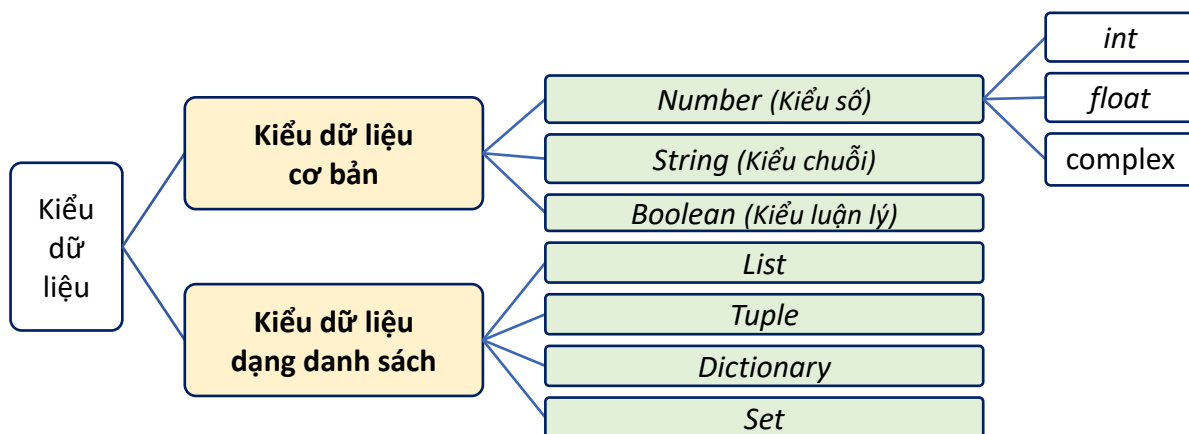 Kiểu
dữ
liệu
Kiểu dữ liệu
cơ bản
Number (Kiểu số)
int
float
complex
String (Kiểu chuỗi)
Boolean (Kiểu luận lý)
Kiểu dữ liệu
dạng danh sách
List
Tuple
Dictionary
Set